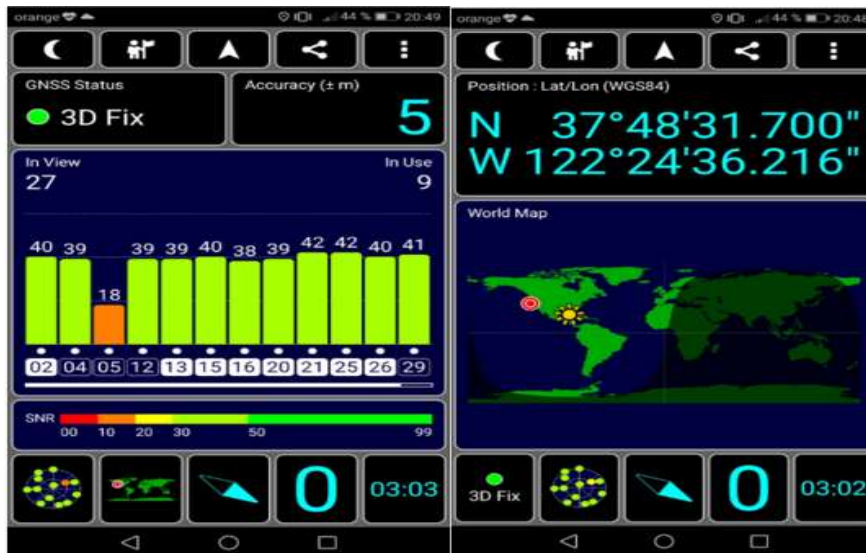 orange 44 % 20:49
GNSS Status
3D Fix
Accuracy (± m)
5
In View
27
In Use
9
40 39 18 39 39 40 38 39 42 42 40 41
02 04 05 12 13 15 16 20 21 25 26 29
SNR
00 10 20 30 50 99
0
03:03
orange 44 % 20:48
Position : Lat/Lon (WGS84)
N 37°48'31.700"
W 122°24'36.216"
World Map
3D Fix
0
03:02